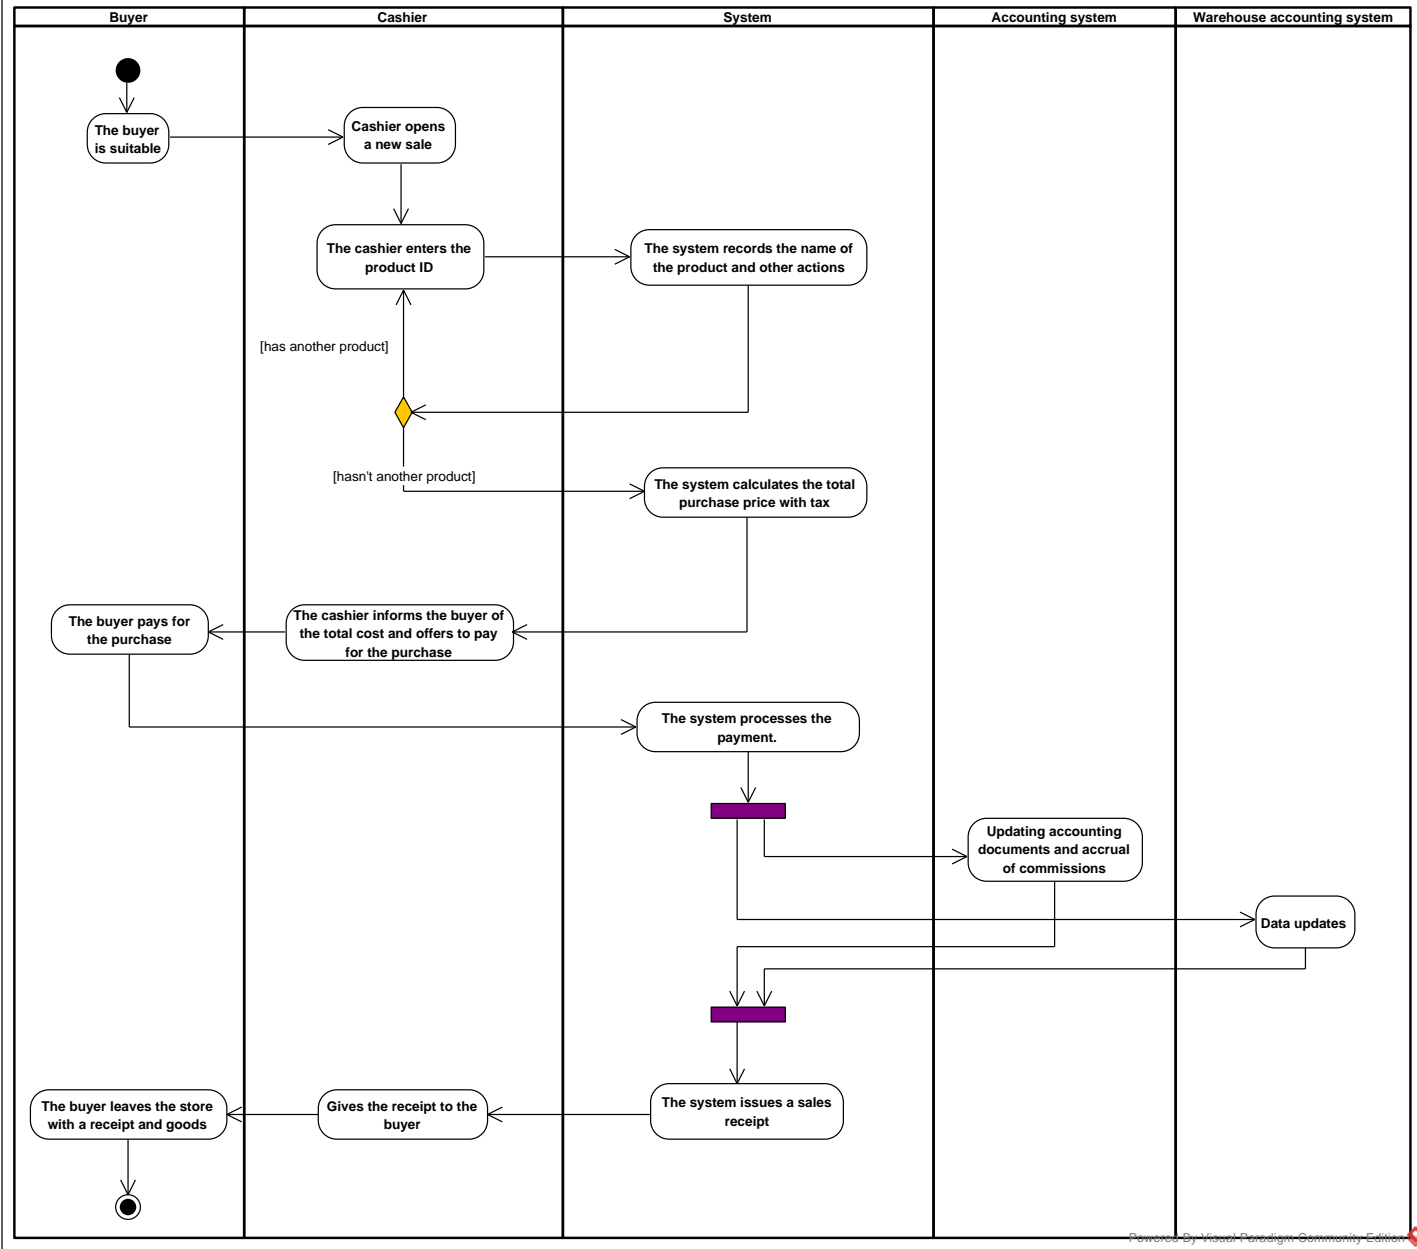 Buyer
Cashier
System
Accounting system
Warehouse accounting system
The buyer
is suitable
Cashier opens
a new sale
The cashier enters the
product ID
The system records the name of
the product and other actions
[has another product]
[hasn't another product]
The system calculates the total
purchase price with tax
The buyer pays for
the purchase
The cashier informs the buyer of
the total cost and offers to pay
for the purchase
The system processes the
payment.
Updating accounting
documents and accrual
of commissions
Data updates
The buyer leaves the store
with a receipt and goods
Gives the receipt to the
buyer
The system issues a sales
receipt
Powered By Visual Paradigm Community Edition